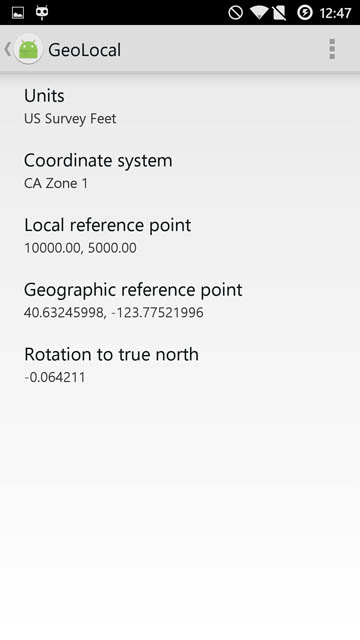 12:47
GeoLocal
Units
US Survey Feet
Coordinate system
CA Zone 1
Local reference point
10000.00, 5000.00
Geographic reference point
40.63245998, -123.77521996
Rotation to true north
-0.064211